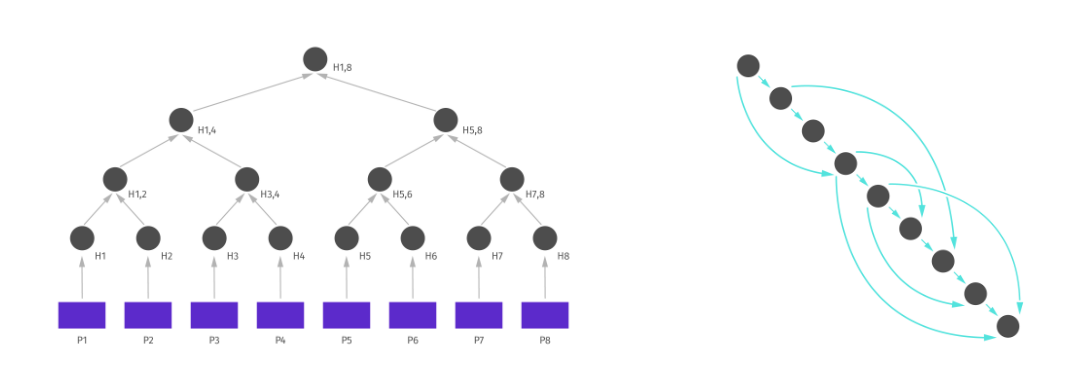 H1,8
H1,4 H5,8
H1,2 H3,4 H5,6 H7,8
H1 H2 H3 H4 H5 H6 H7 H8
P1 P2 P3 P4 P5 P6 P7 P8